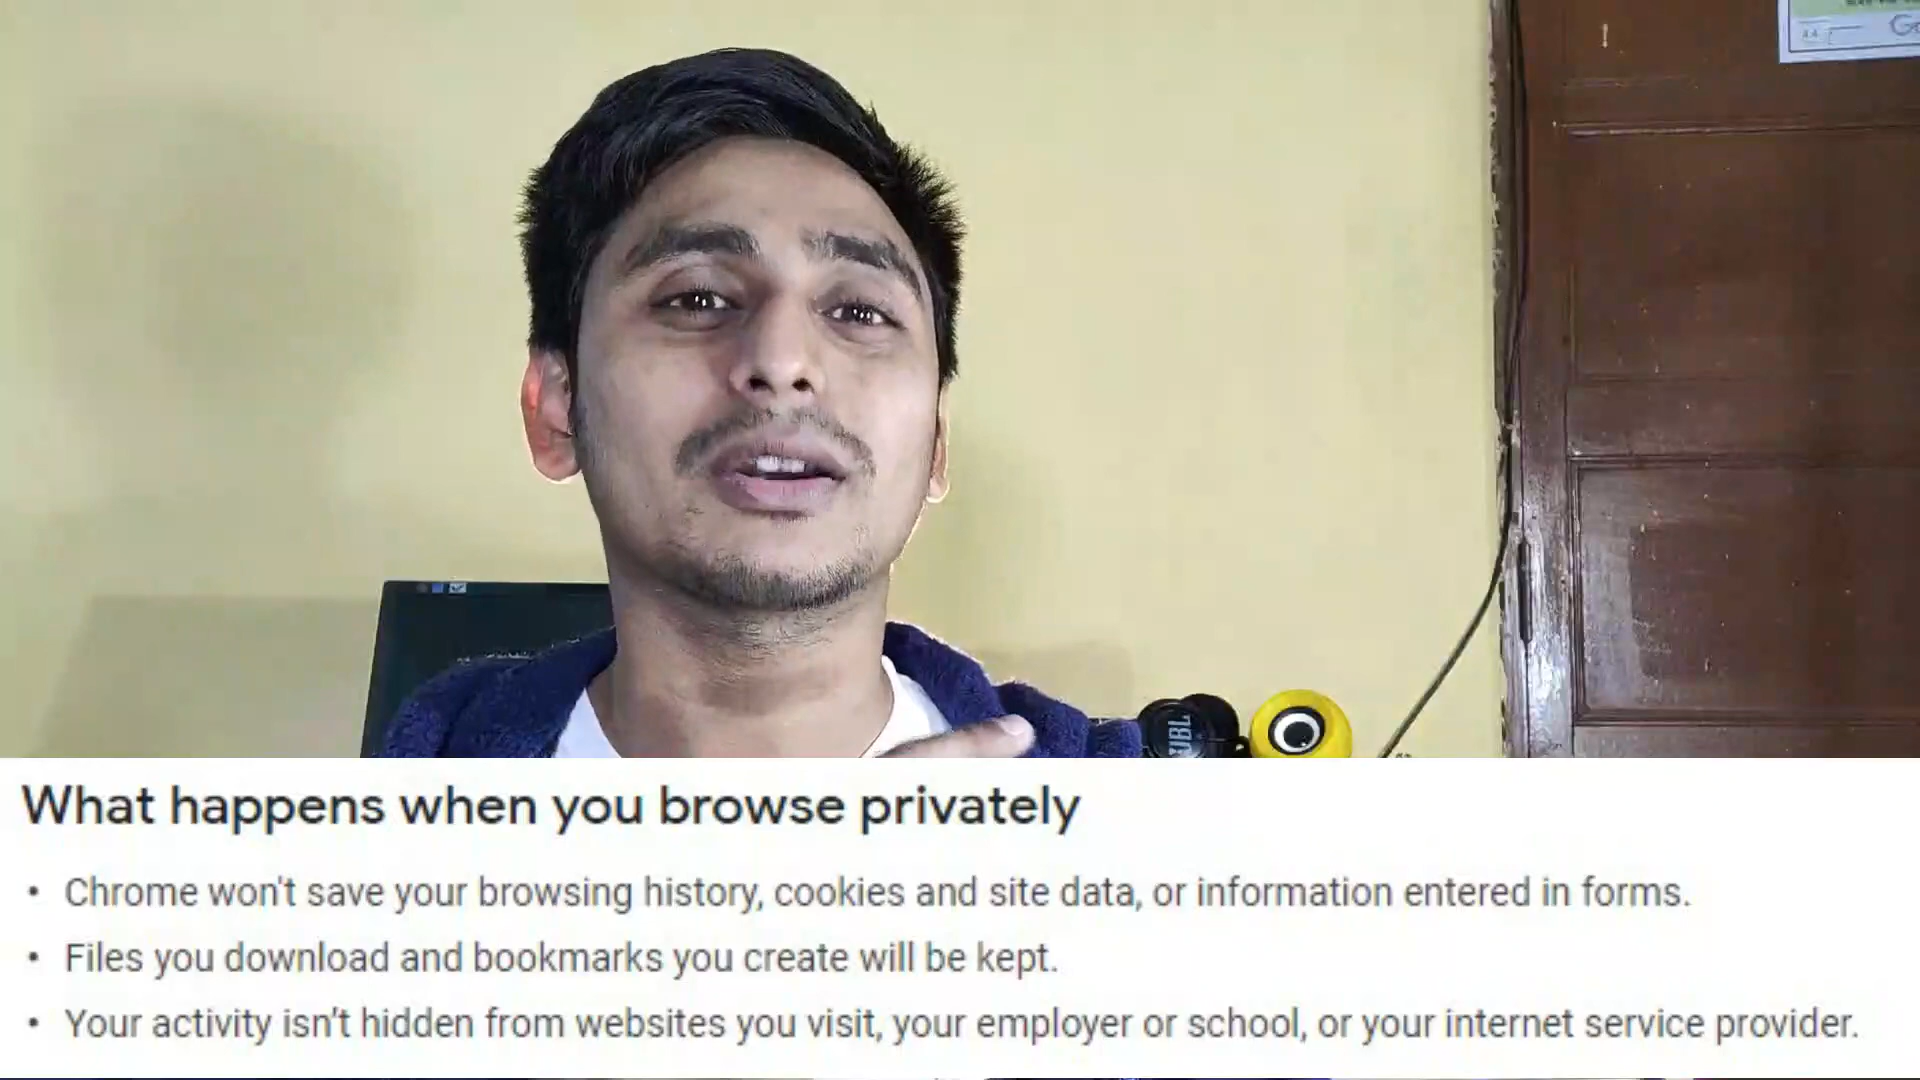 Go
JBL
What happens when you browse privately
• Chrome won't save your browsing history, cookies and site data, or information entered in forms.
• Files you download and bookmarks you create will be kept.
• Your activity isn't hidden from websites you visit, your employer or school, or your internet service provider.